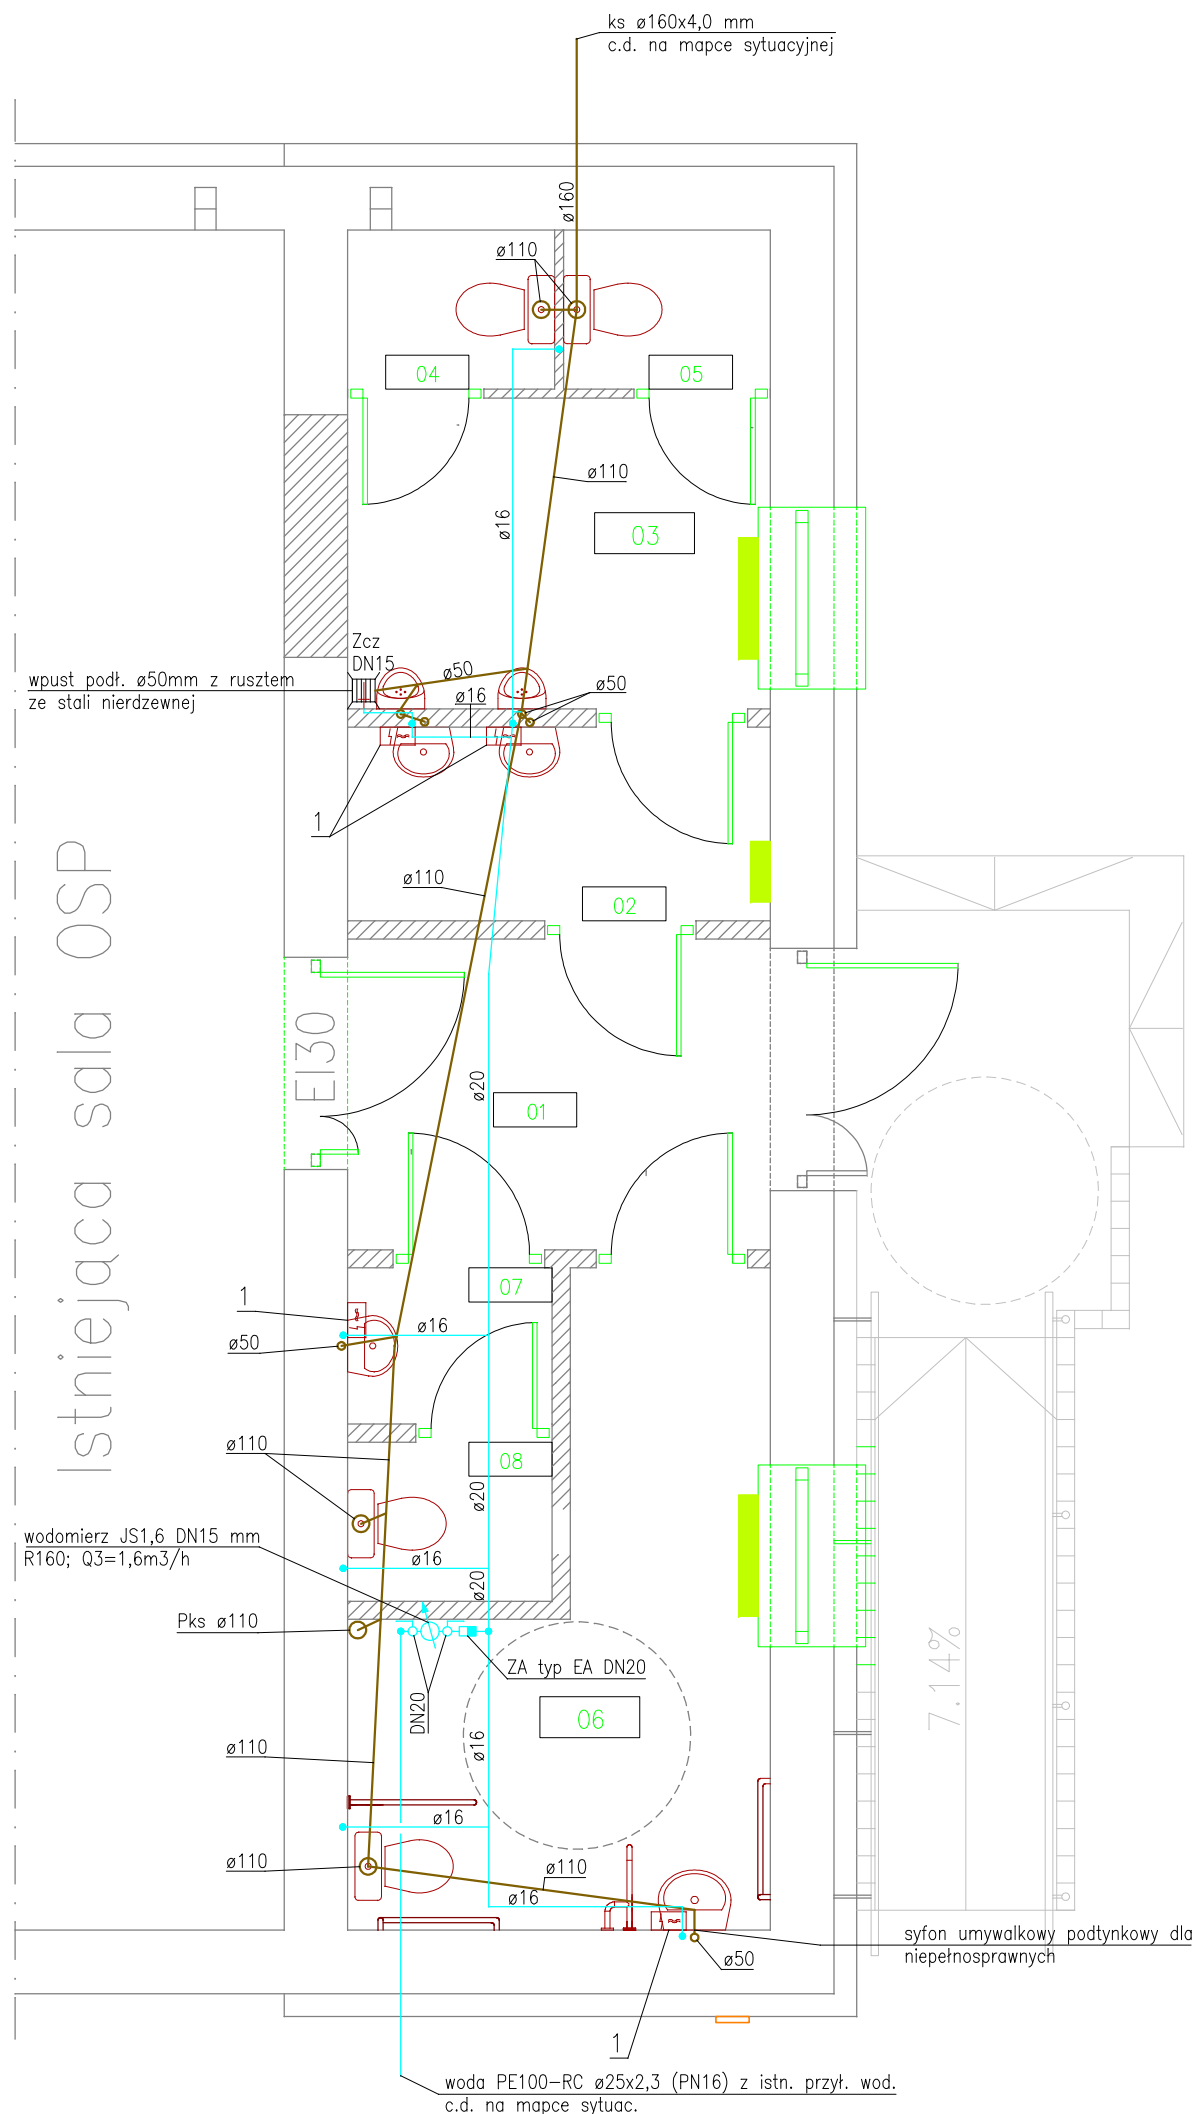 ks ø160x4,0 mm
c.d. na mapce sytuacyjnej
ø160
ø110
04
05
ø110
ø16
03
Zcz
DN15
ø50
wpust podł. ø50mm z rusztem
ze stali nierdzewnej
ø16
ø50
1
ø110
02
Istniejąca sala OSP
EI30
ø20
01
07
1
ø16
ø50
ø110
08
ø20
wodomierz JS1,6 DN15 mm
R160; Q3=1,6m3/h
ø16
ø20
Pks ø110
ZA typ EA DN20
DN20
06
7.14%
ø16
ø110
ø16
ø110
ø110
ø16
syfon umywalkowy podtynkowy dla
niepełnosprawnych
ø50
1
woda PE100-RC ø25x2,3 (PN16) z istn. przył. wod.
c.d. na mapce sytuac.